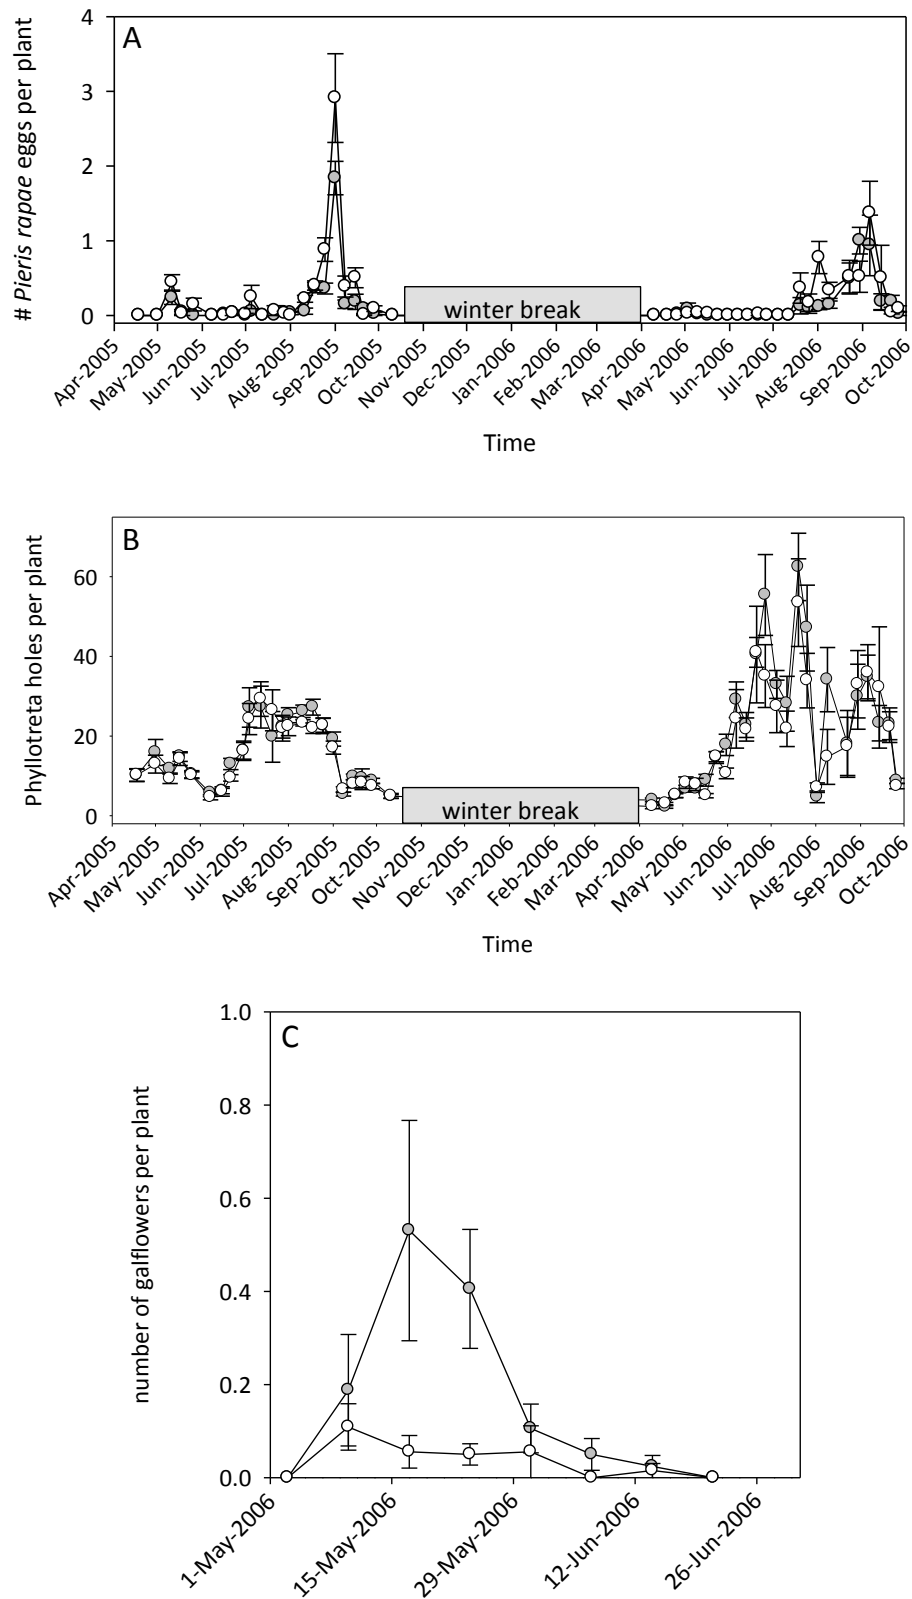 A
# Pieris rapae eggs per plant
4
3
2
1
0
winter break
Apr-2005
May-2005
Jun-2005
Jul-2005
Aug-2005
Sep-2005
Oct-2005
Nov-2005
Dec-2005
Jan-2006
Feb-2006
Mar-2006
Apr-2006
May-2006
Jun-2006
Jul-2006
Aug-2006
Sep-2006
Oct-2006
Time
B
Phyllotreta holes per plant
60
40
20
0
winter break
Apr-2005
May-2005
Jun-2005
Jul-2005
Aug-2005
Sep-2005
Oct-2005
Nov-2005
Dec-2005
Jan-2006
Feb-2006
Mar-2006
Apr-2006
May-2006
Jun-2006
Jul-2006
Aug-2006
Sep-2006
Oct-2006
Time
C
number of galflowers per plant
1.0
0.8
0.6
0.4
0.2
0.0
1-May-2006
15-May-2006
29-May-2006
12-Jun-2006
26-Jun-2006